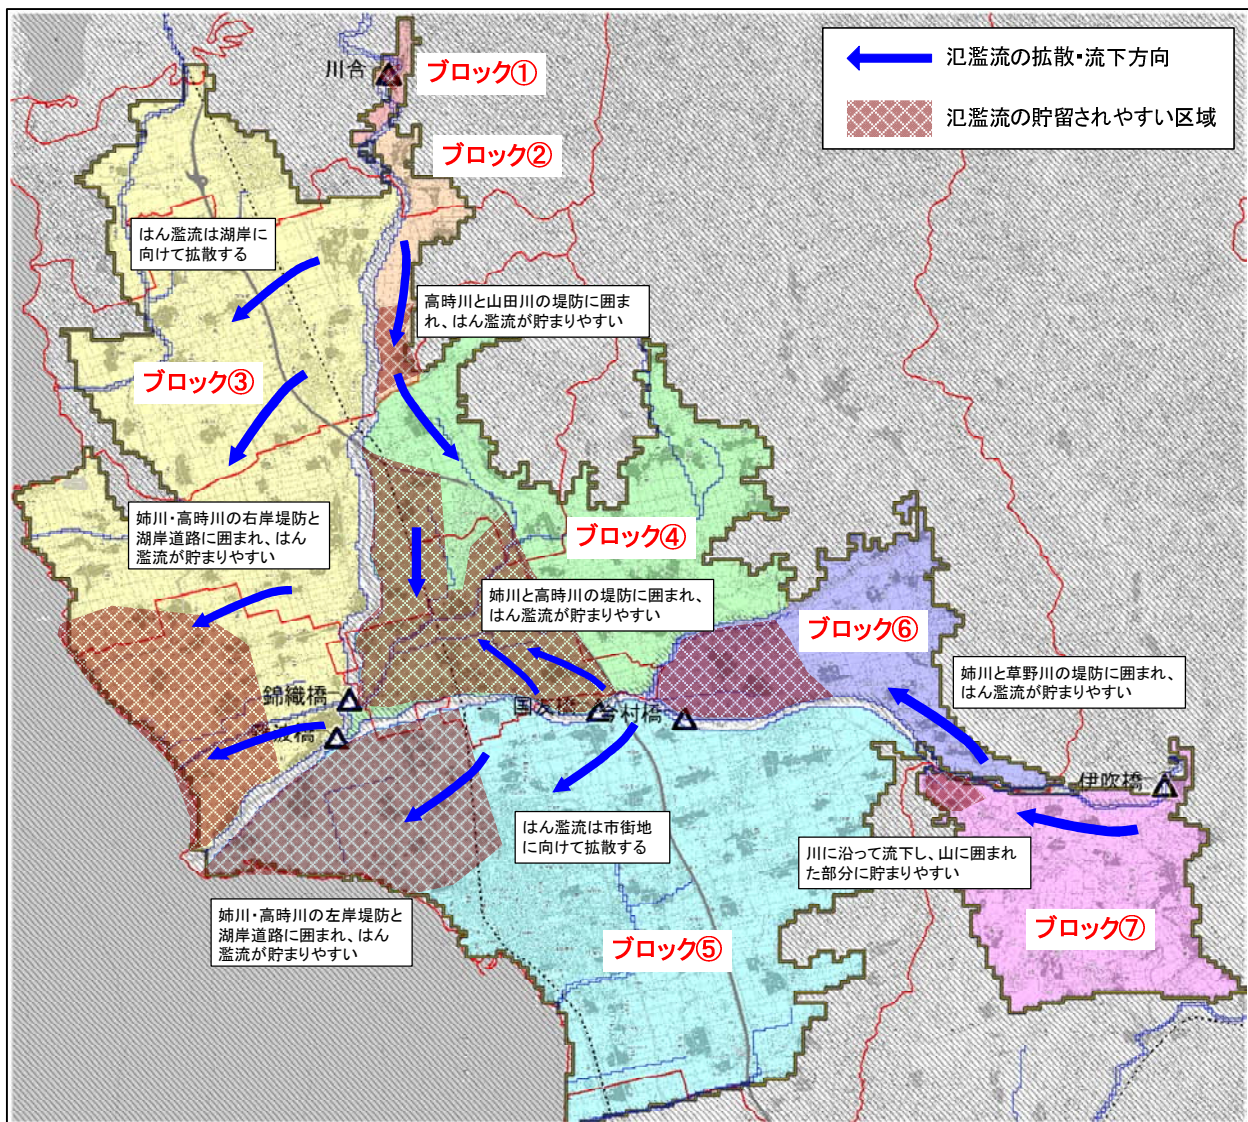 氾濫流の拡散・流下方向
氾濫流の貯留されやすい区域
川合
ブロック①
ブロック②
はん濫流は湖岸に
向けて拡散する
高時川と山田川の堤防に囲ま
れ、はん濫流が貯まりやすい
ブロック③
姉川・高時川の右岸堤防と
湖岸道路に囲まれ、はん
濫流が貯まりやすい
ブロック④
姉川と高時川の堤防に囲まれ、
はん濫流が貯まりやすい
ブロック⑥
姉川と草野川の堤防に囲まれ、
はん濫流が貯まりやすい
錦織橋
国友橋
今村橋
難波橋
伊吹橋
はん濫流は市街地
に向けて拡散する
川に沿って流下し、山に囲まれ
た部分に貯まりやすい
姉川・高時川の左岸堤防と
湖岸道路に囲まれ、はん
濫流が貯まりやすい
ブロック⑤
ブロック⑦